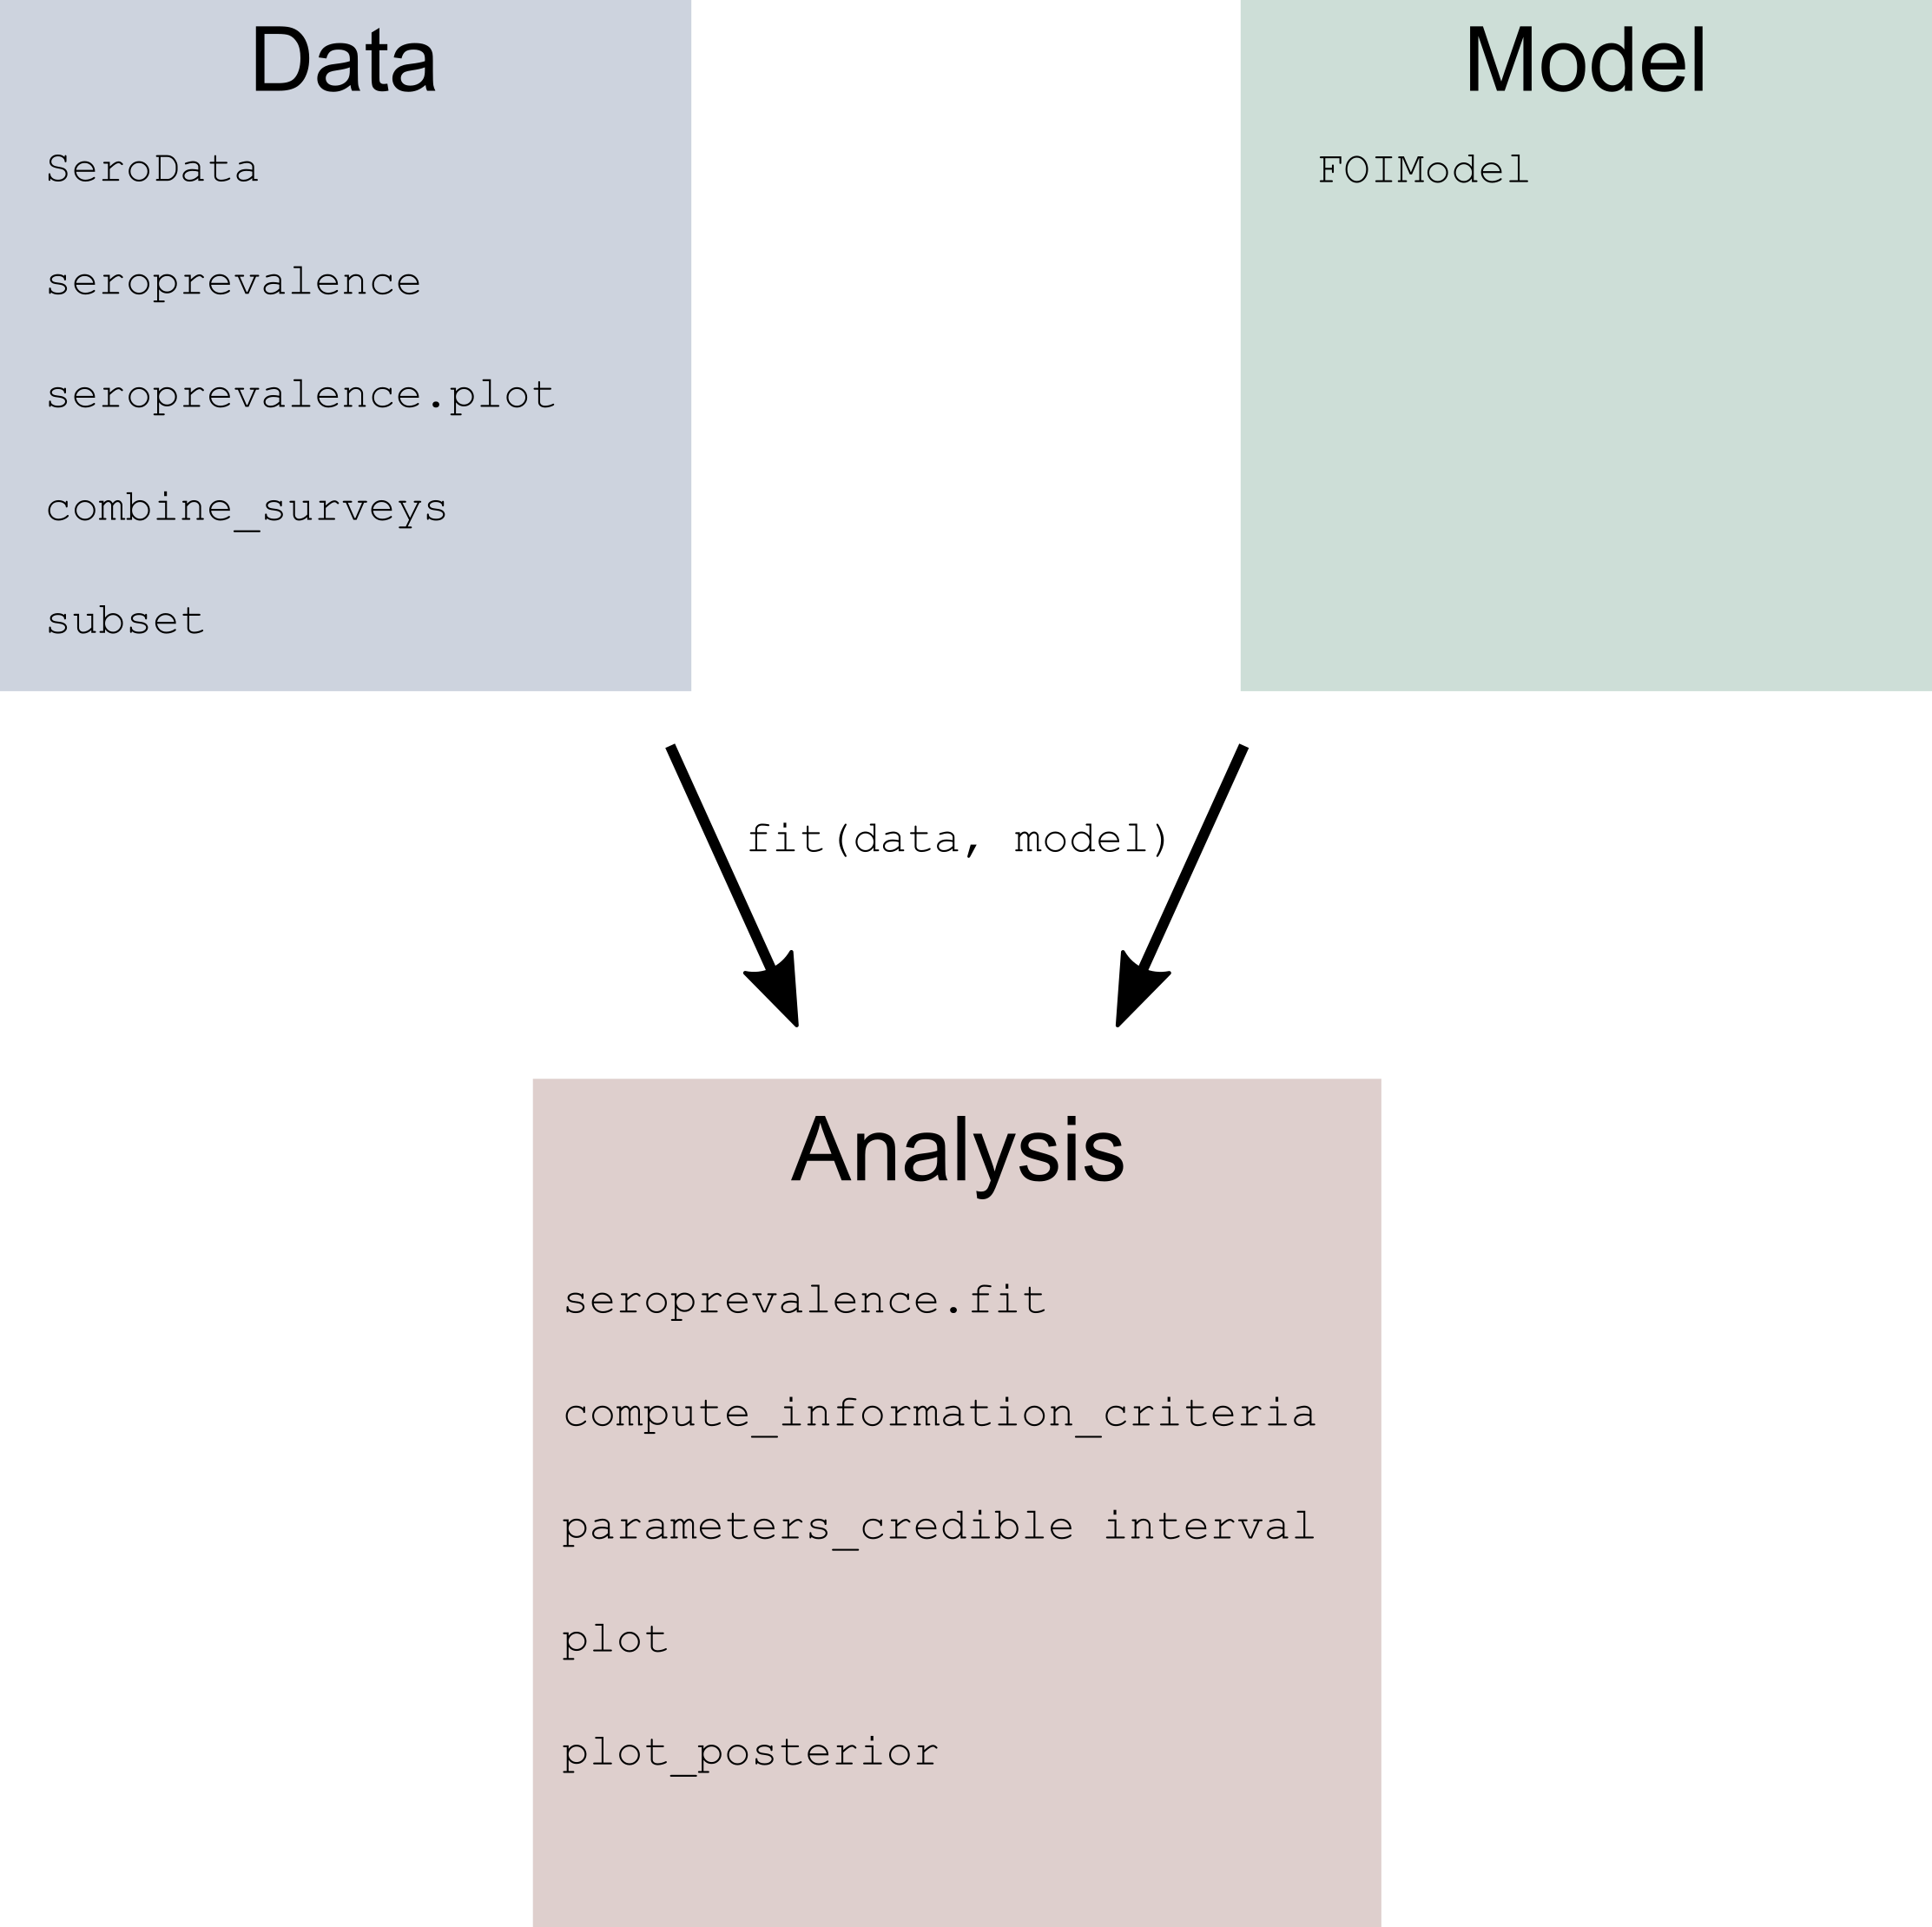 Data
SeroData
seroprevalence
seroprevalence.plot
combine_surveys
subset
Model
FOIModel
fit(data, model)
Analysis
seroprevalence.fit
compute_information_criteria
parameters_credible interval
plot
plot_posterior